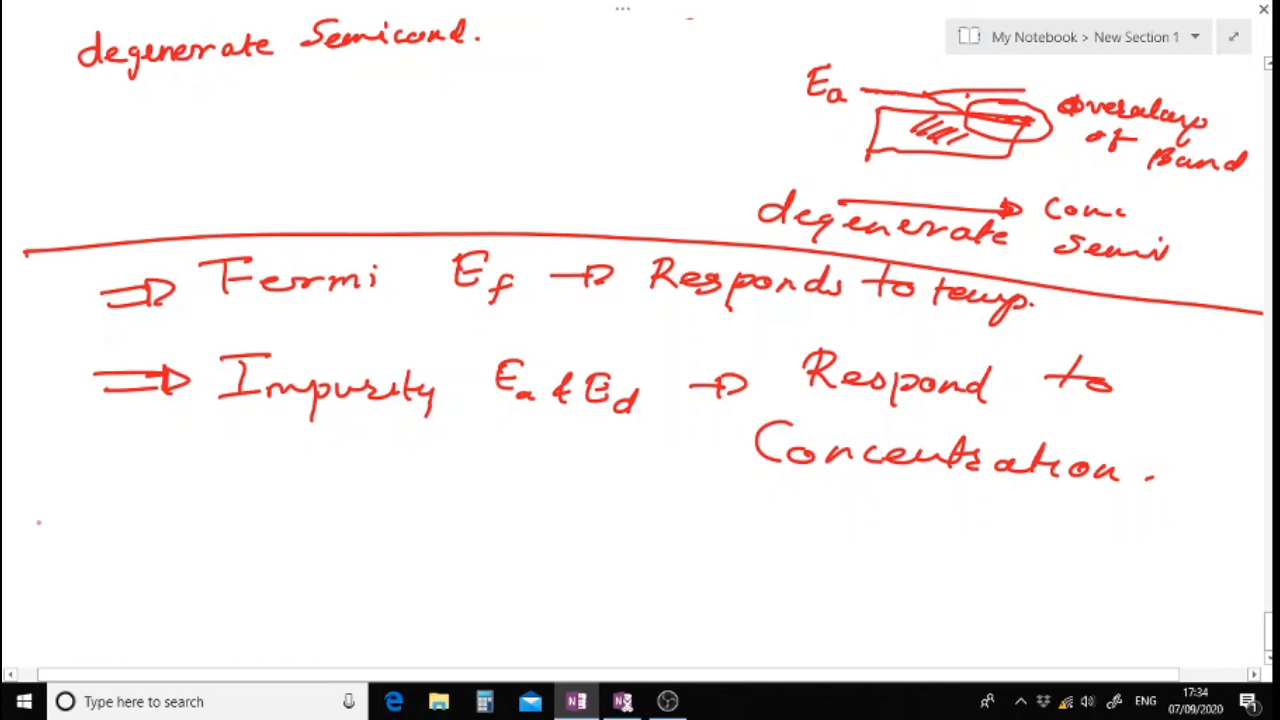 degenerate Semicond.
My Notebook > New Section 1
Ea
Overalap
of Band
Conc
degenerate Semi
Fermi Ef → Responds to temp.
Impurity Ea & Ed → Respond to
Concentration.
Type here to search
ENG
17:34
07/09/2020